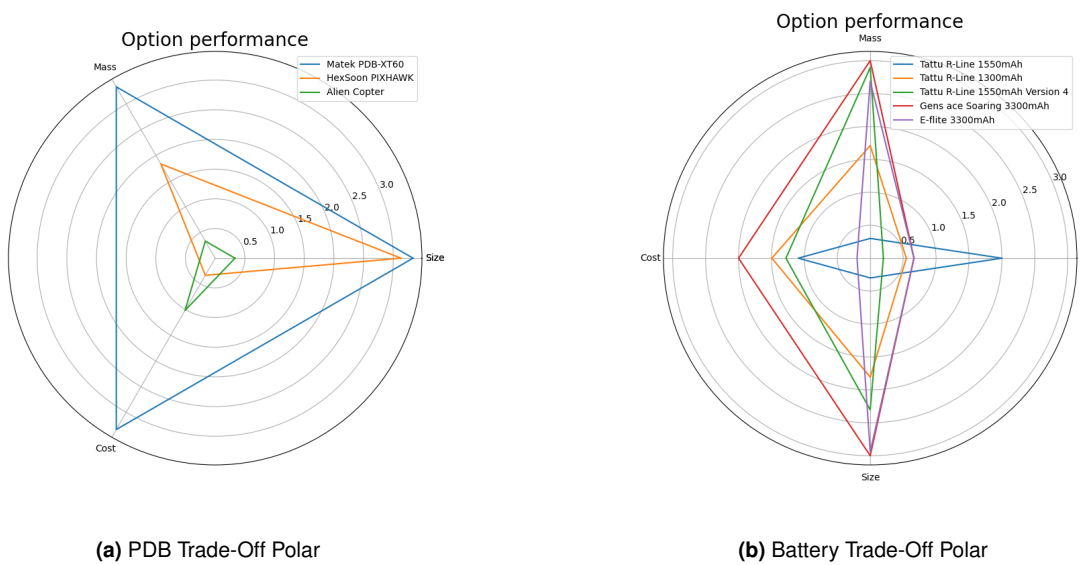 Option performance
Mass
Matek PDB-XT60
HexSoon PIXHAWK
Alien Copter
3.0
2.5
2.0
1.5
1.0
0.5
Size
Cost
(a) PDB Trade-Off Polar
Option performance
Mass
Tattu R-Line 1550mAh
Tattu R-Line 1300mAh
Tattu R-Line 1550mAh Version 4
Gens ace Soaring 3300mAh
E-flite 3300mAh
3.0
2.5
2.0
1.5
1.0
0.5
Cost
Size
(b) Battery Trade-Off Polar